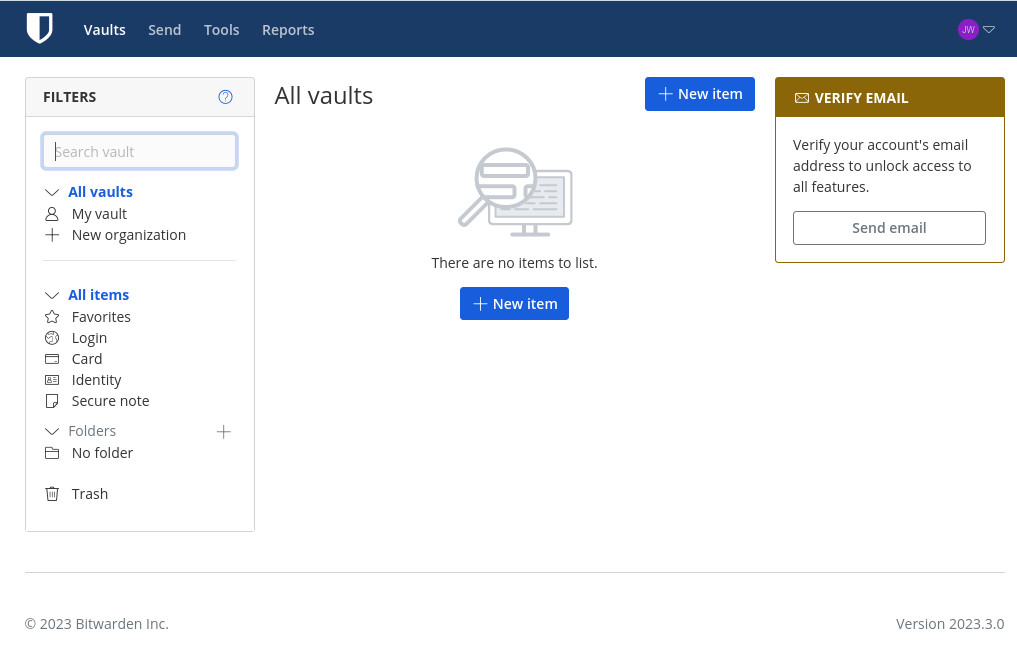 Vaults Send Tools Reports
JW
FILTERS
Search vault
All vaults
My vault
New organization
All items
Favorites
Login
Card
Identity
Secure note
Folders
No folder
Trash
All vaults
New item
There are no items to list.
New item
VERIFY EMAIL
Verify your account's email
address to unlock access to
all features.
Send email
© 2023 Bitwarden Inc.
Version 2023.3.0